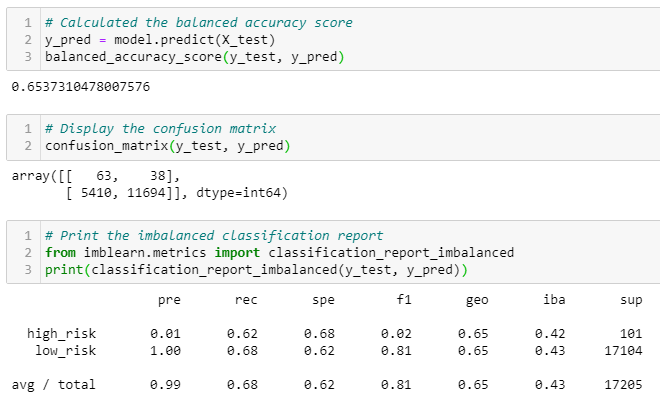 1 # Calculated the balanced accuracy score
2 y_pred = model.predict(X_test)
3 balanced_accuracy_score(y_test, y_pred)
0.6537310478007576
1 # Display the confusion matrix
2 confusion_matrix(y_test, y_pred)
array([[   63,    38],
       [ 5410, 11694]], dtype=int64)
1 # Print the imbalanced classification report
2 from imblearn.metrics import classification_report_imbalanced
3 print(classification_report_imbalanced(y_test, y_pred))
pre rec spe f1 geo iba sup
high_risk 0.01 0.62 0.68 0.02 0.65 0.42 101
low_risk 1.00 0.68 0.62 0.81 0.65 0.43 17104
avg / total 0.99 0.68 0.62 0.81 0.65 0.43 17205